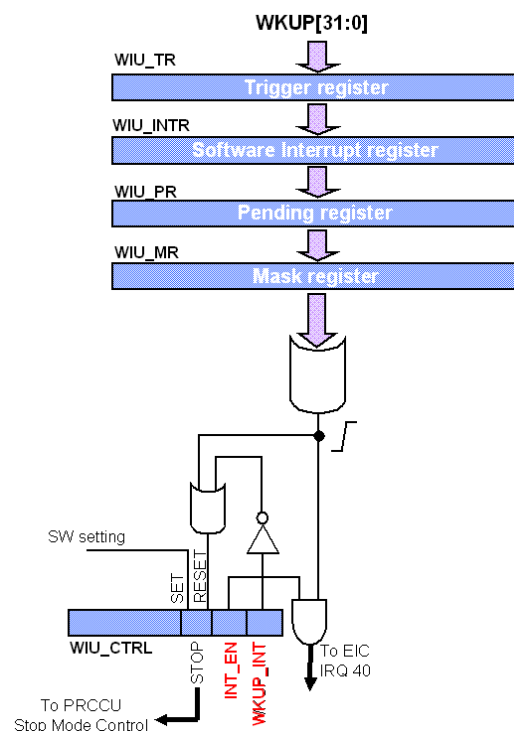 WKUP[31:0]
WIU_TR
Trigger register
WIU_INTR
Software Interrupt register
WIU_PR
Pending register
WIU_MR
Mask register
SW setting
SET
RESET
WIU_CTRL
STOP
INT_EN
WKUP_INT
To EIC
IRQ 40
To PRCCU
Stop Mode Control